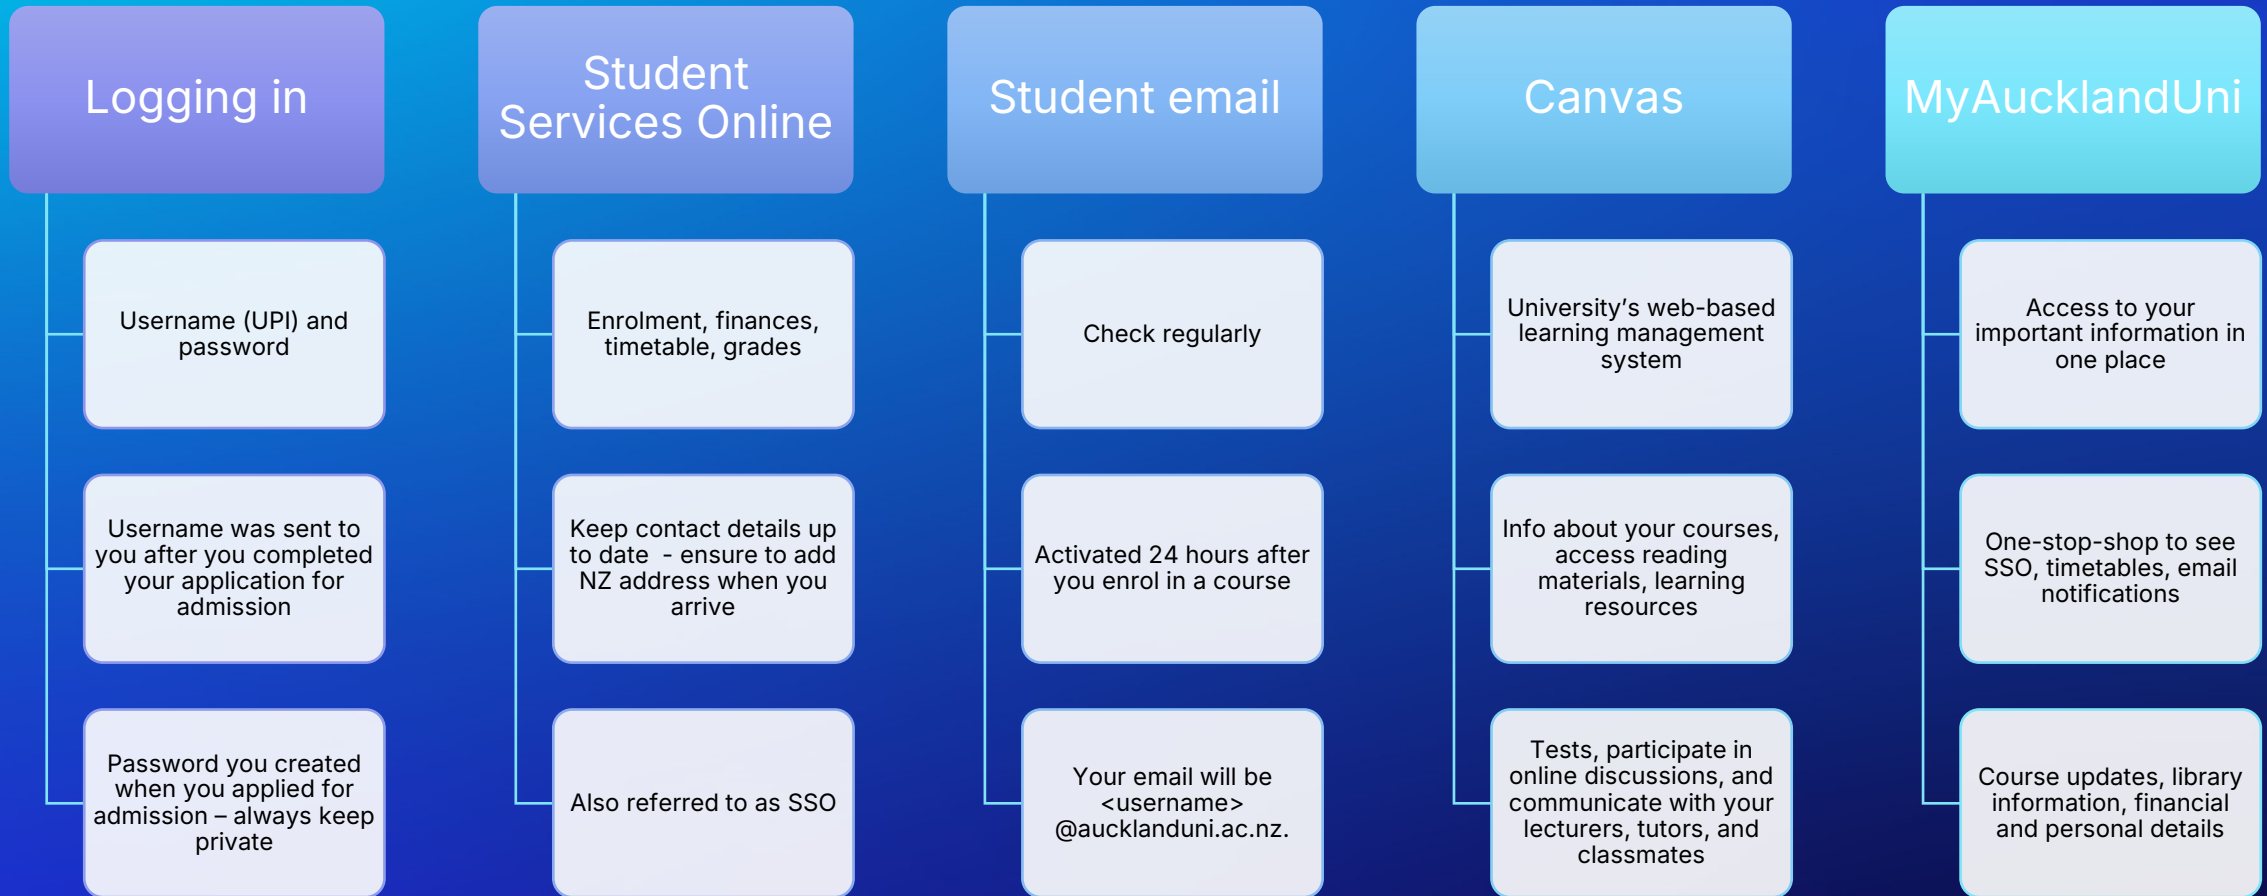 Logging in
Username (UPI) and
password
Username was sent to
you after you completed
your application for
admission
Password you created
when you applied for
admission – always keep
private
Student
Services Online
Enrolment, finances,
timetable, grades
Keep contact details up
to date  - ensure to add
NZ address when you
arrive
Also referred to as SSO
Student email
Check regularly
Activated 24 hours after
you enrol in a course
Your email will be
<username>
@aucklanduni.ac.nz.
Canvas
University’s web-based
learning management
system
Info about your courses,
access reading
materials, learning
resources
Tests, participate in
online discussions, and
communicate with your
lecturers, tutors, and
classmates
MyAucklandUni
Access to your
important information in
one place
One-stop-shop to see
SSO, timetables, email
notifications
Course updates, library
information, financial
and personal details